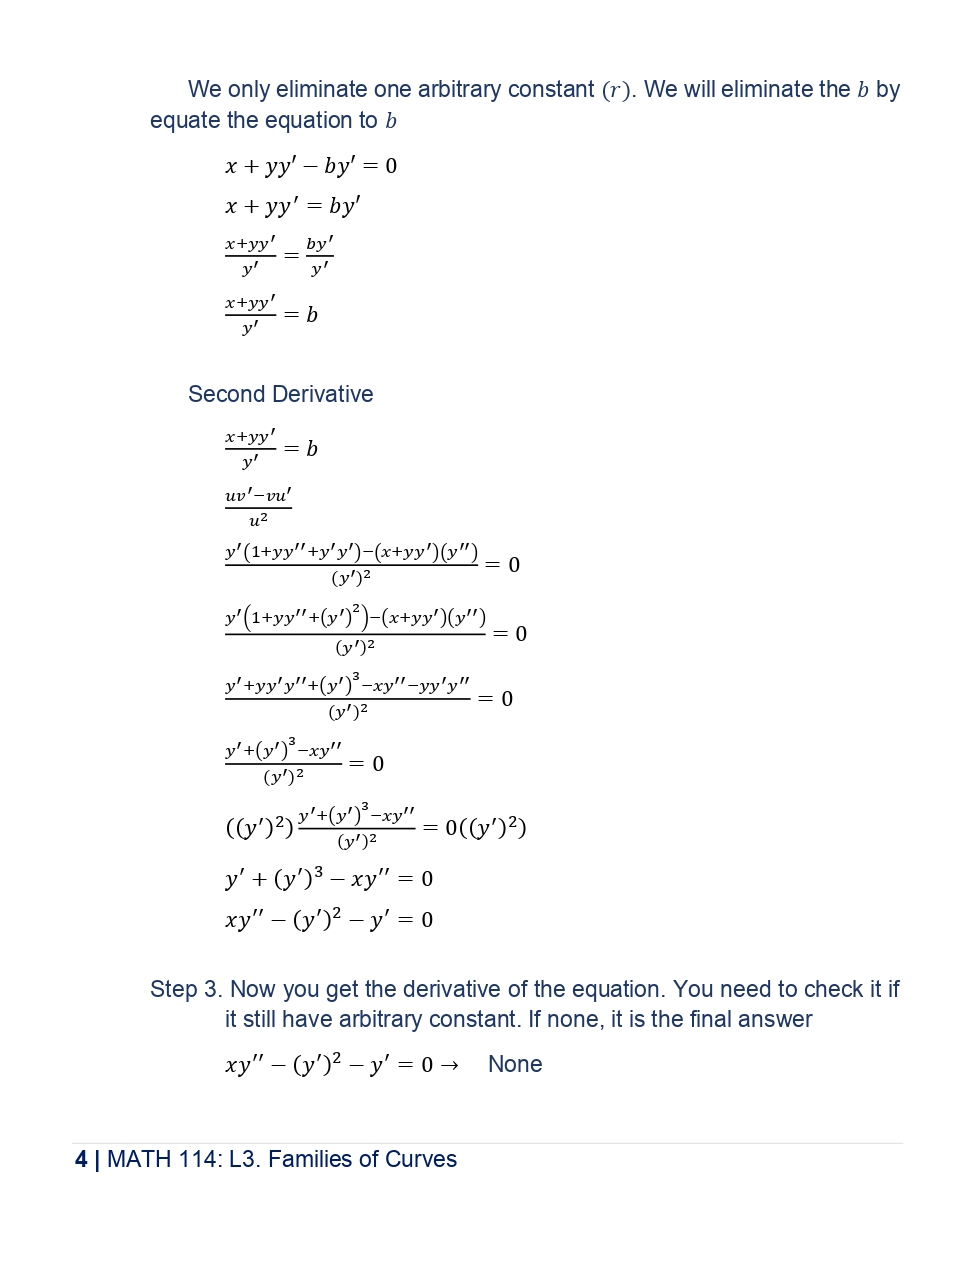 We only eliminate one arbitrary constant (r). We will eliminate the b by
equate the equation to b
x + yy′ − by′ = 0
x + yy′ = by′
\frac{x+yy′}{y′} = \frac{by′}{y′}
\frac{x+yy′}{y′} = b
Second Derivative
\frac{x+yy′}{y′} = b
\frac{uv′−vu′}{u²}
\frac{y′(1+yy′′+y′y′)−(x+yy′)(y′′)}{(y′)²} = 0
\frac{y′(1+yy′′+(y′)²)−(x+yy′)(y′′)}{(y′)²} = 0
\frac{y′+yy′y′′+(y′)³−xy′′−yy′y′′}{(y′)²} = 0
\frac{y′+(y′)³−xy′′}{(y′)²} = 0
((y′)²)\frac{y′+(y′)³−xy′′}{(y′)²} = 0((y′)²)
y′ + (y′)³ − xy′′ = 0
xy′′ − (y′)² − y′ = 0
Step 3. Now you get the derivative of the equation. You need to check it if
it still have arbitrary constant. If none, it is the final answer
xy′′ − (y′)² − y′ = 0 → None
4 | MATH 114: L3. Families of Curves